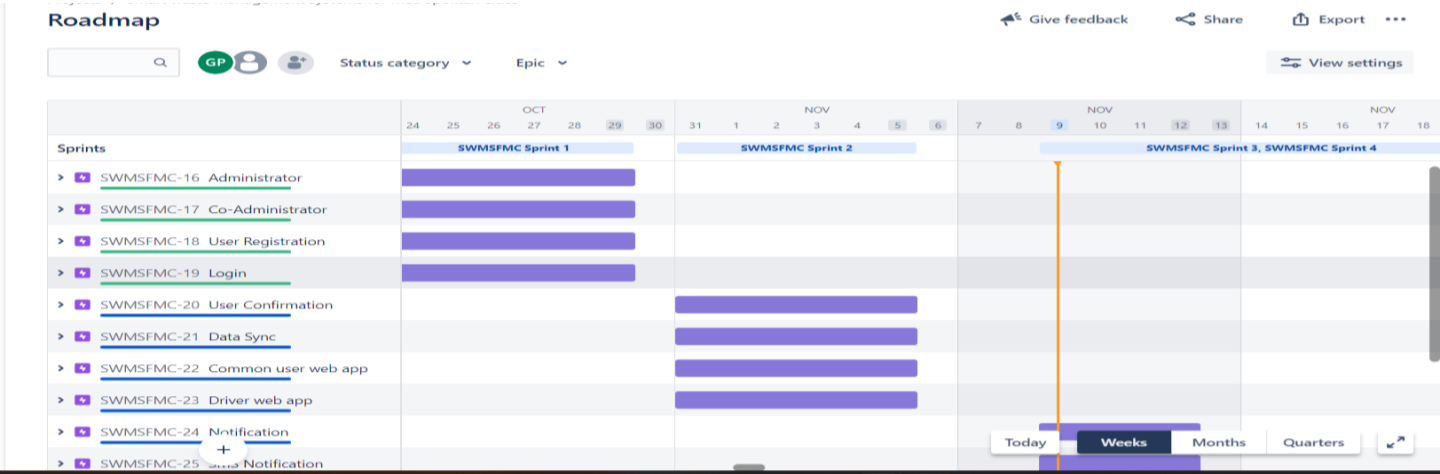 Roadmap
Give feedback
Share
Export
GP
Status category
Epic
View settings
OCT
NOV
NOV
NOV
24 25 26 27 28 29 30 31 1 2 3 4 5 6 7 8 9 10 11 12 13 14 15 16 17 18
Sprints
SWMSFMC Sprint 1
SWMSFMC Sprint 2
SWMSFMC Sprint 3, SWMSFMC Sprint 4
SWMSFMC-16 Administrator
SWMSFMC-17 Co-Administrator
SWMSFMC-18 User Registration
SWMSFMC-19 Login
SWMSFMC-20 User Confirmation
SWMSFMC-21 Data Sync
SWMSFMC-22 Common user web app
SWMSFMC-23 Driver web app
SWMSFMC-24 Notification
Today
Weeks
Months
Quarters
SWMSFMC-25 Notification